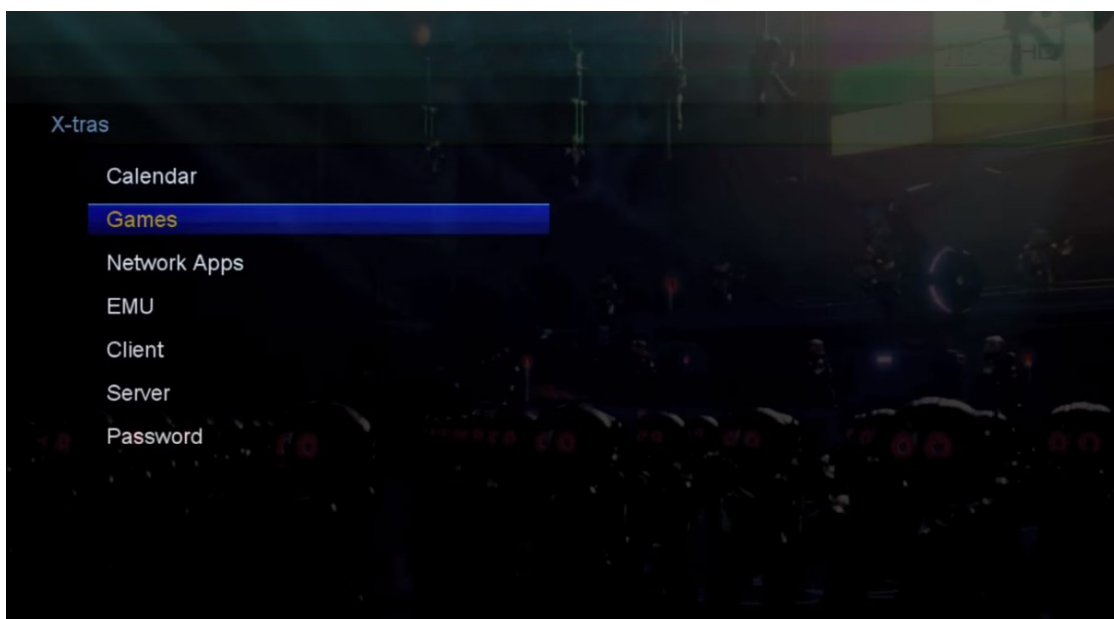 X-tras
Calendar
Games
Network Apps
EMU
Client
Server
Password